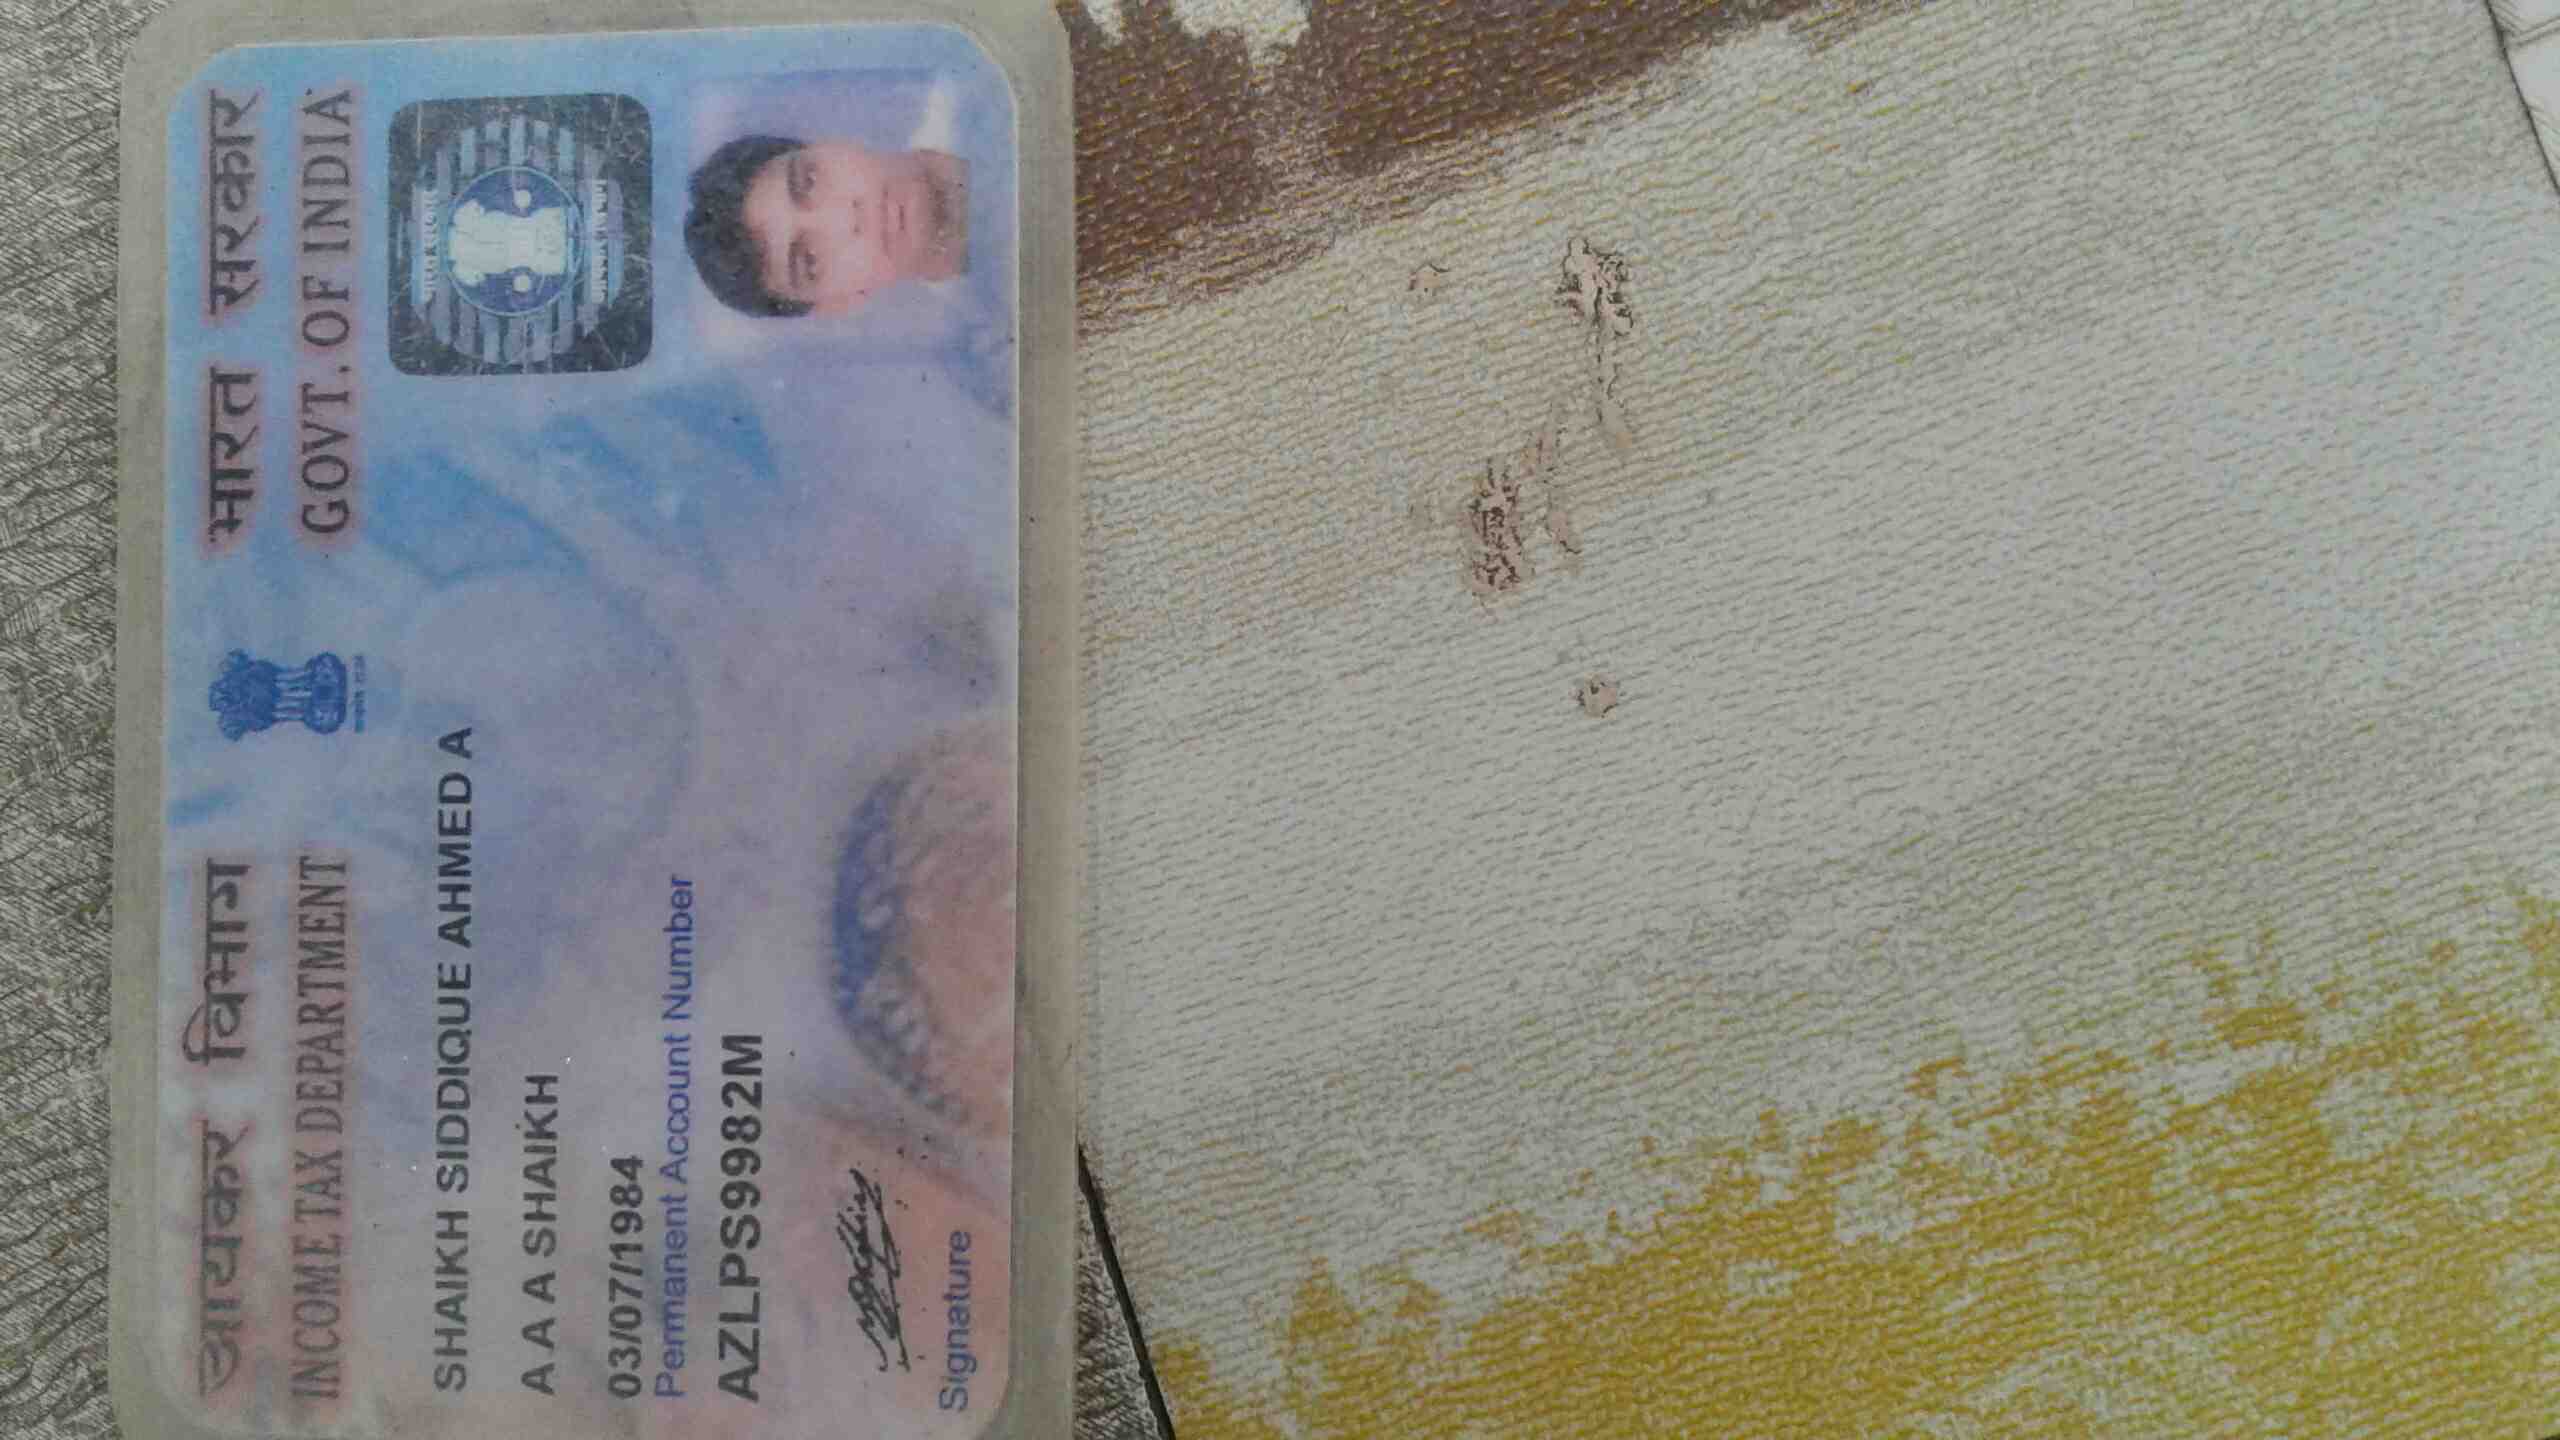 आयकर विभाग
INCOME TAX DEPARTMENT
भारत सरकार
GOVT. OF INDIA
SHAIKH SIDDIQUE AHMED A
A A A SHAIKH
03/07/1984
Permanent Account Number
AZLPS9982M
Signature